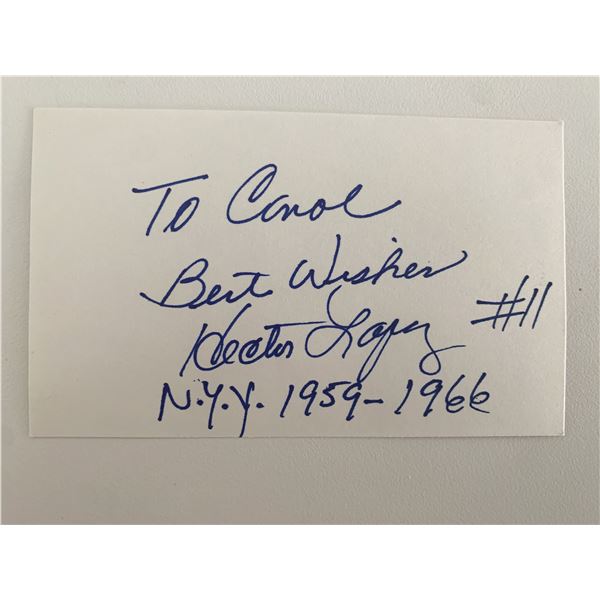 To Carol
Best Wishes
Hector Lopez #11
N.Y.Y. 1959-1966